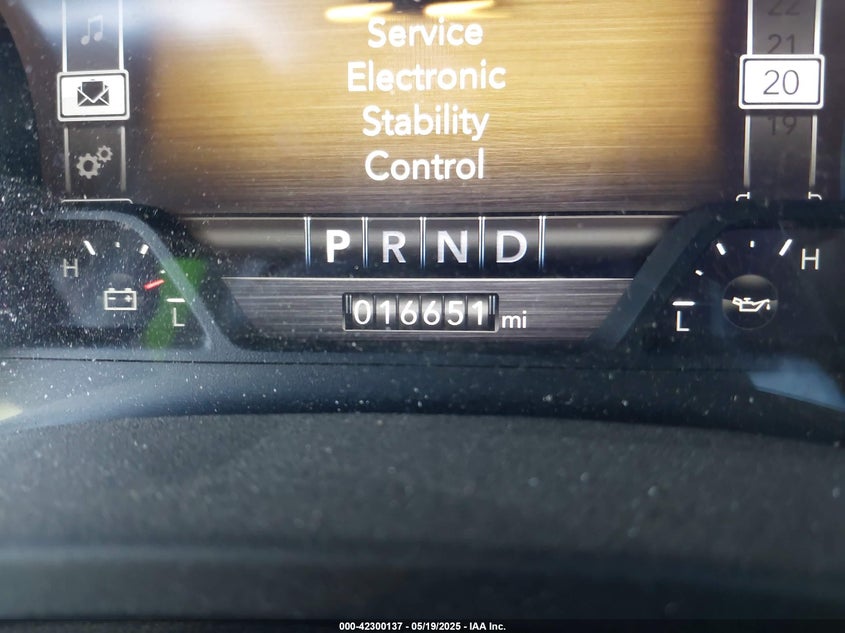 22
21
20
19
Service
Electronic
Stability
Control
P R N D
H
H
016651 mi
L
L
000-42300137 - 05/19/2025 - IAA Inc.